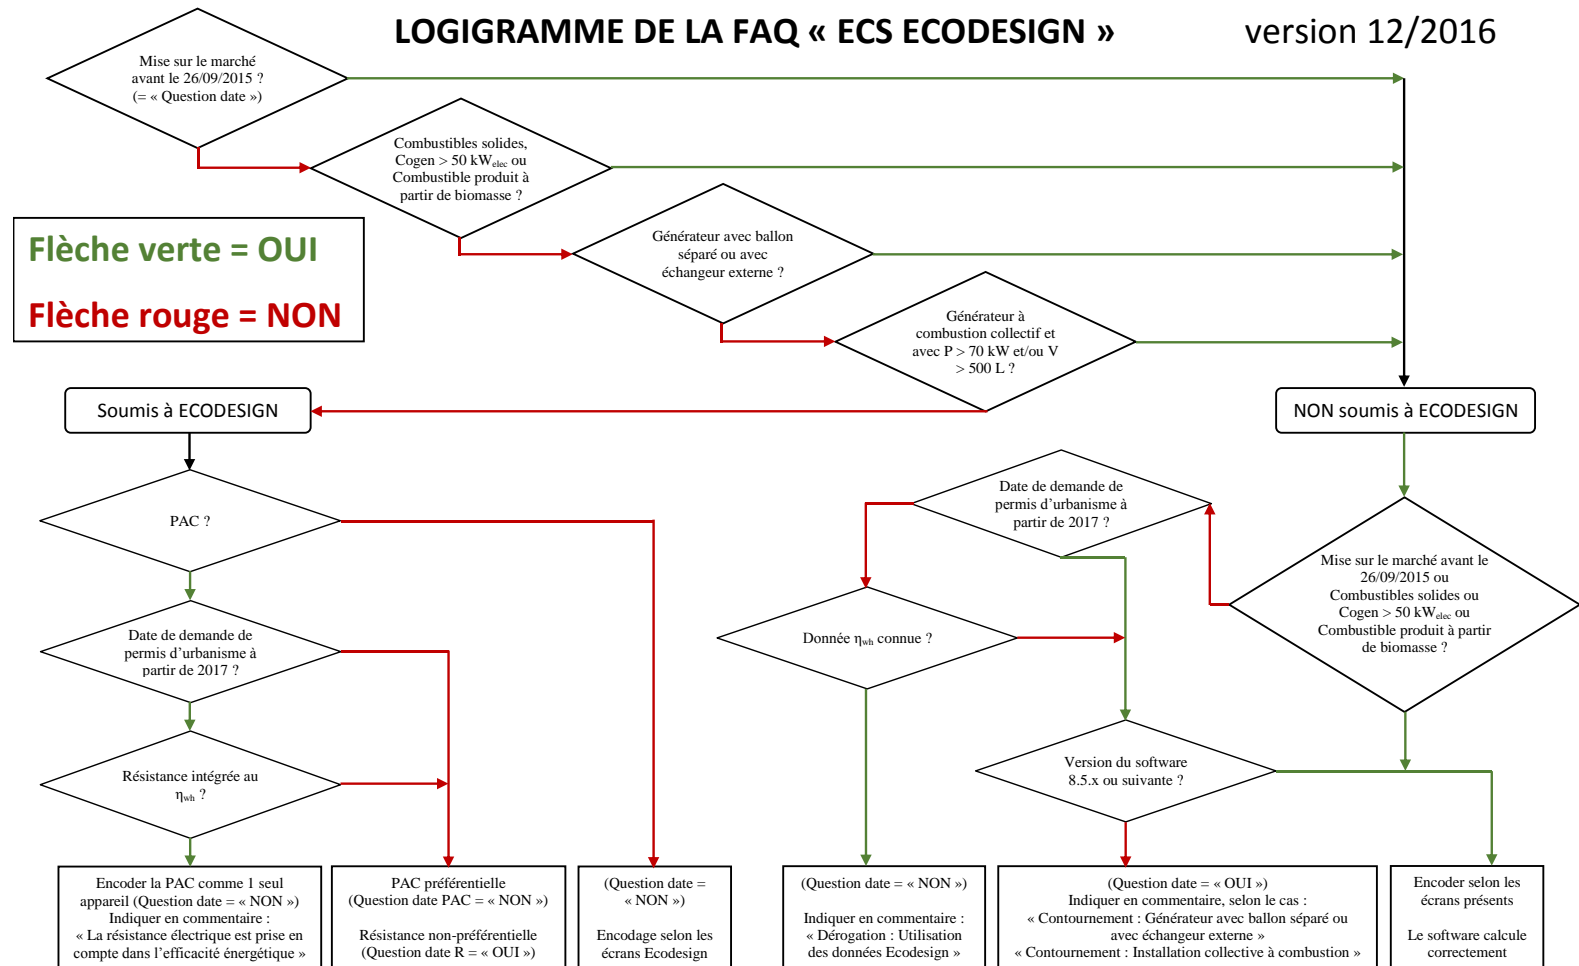 LOGIGRAMME DE LA FAQ « ECS ECODESIGN »
version 12/2016
Mise sur le marché
avant le 26/09/2015 ?
(= « Question date »)
Combustibles solides,
Cogen > 50 kWelec ou
Combustible produit à
partir de biomasse ?
Générateur avec ballon
séparé ou avec
échangeur externe ?
Générateur à
combustion collectif et
avec P > 70 kW et/ou V
> 500 L ?
Flèche verte = OUI
Flèche rouge = NON
Soumis à ECODESIGN
NON soumis à ECODESIGN
PAC ?
Date de demande de
permis d'urbanisme à
partir de 2017 ?
Résistance intégrée au
ηwh ?
Date de demande de
permis d'urbanisme à
partir de 2017 ?
Donnée ηwh connue ?
Mise sur le marché avant le
26/09/2015 ou
Combustibles solides ou
Cogen > 50 kWelec ou
Combustible produit à partir
de biomasse ?
Version du software
8.5.x ou suivante ?
Encoder la PAC comme 1 seul
appareil (Question date = « NON »)
Indiquer en commentaire :
« La résistance électrique est prise en
compte dans l'efficacité énergétique »
PAC préférentielle
(Question date PAC = « NON »)
Résistance non-préférentielle
(Question date R = « OUI »)
(Question date =
« NON »)
Encodage selon les
écrans Ecodesign
(Question date = « NON »)
Indiquer en commentaire :
« Dérogation : Utilisation
des données Ecodesign »
(Question date = « OUI »)
Indiquer en commentaire, selon le cas :
« Contournement : Générateur avec ballon séparé ou
avec échangeur externe »
« Contournement : Installation collective à combustion »
Encoder selon les
écrans présents
Le software calcule
correctement